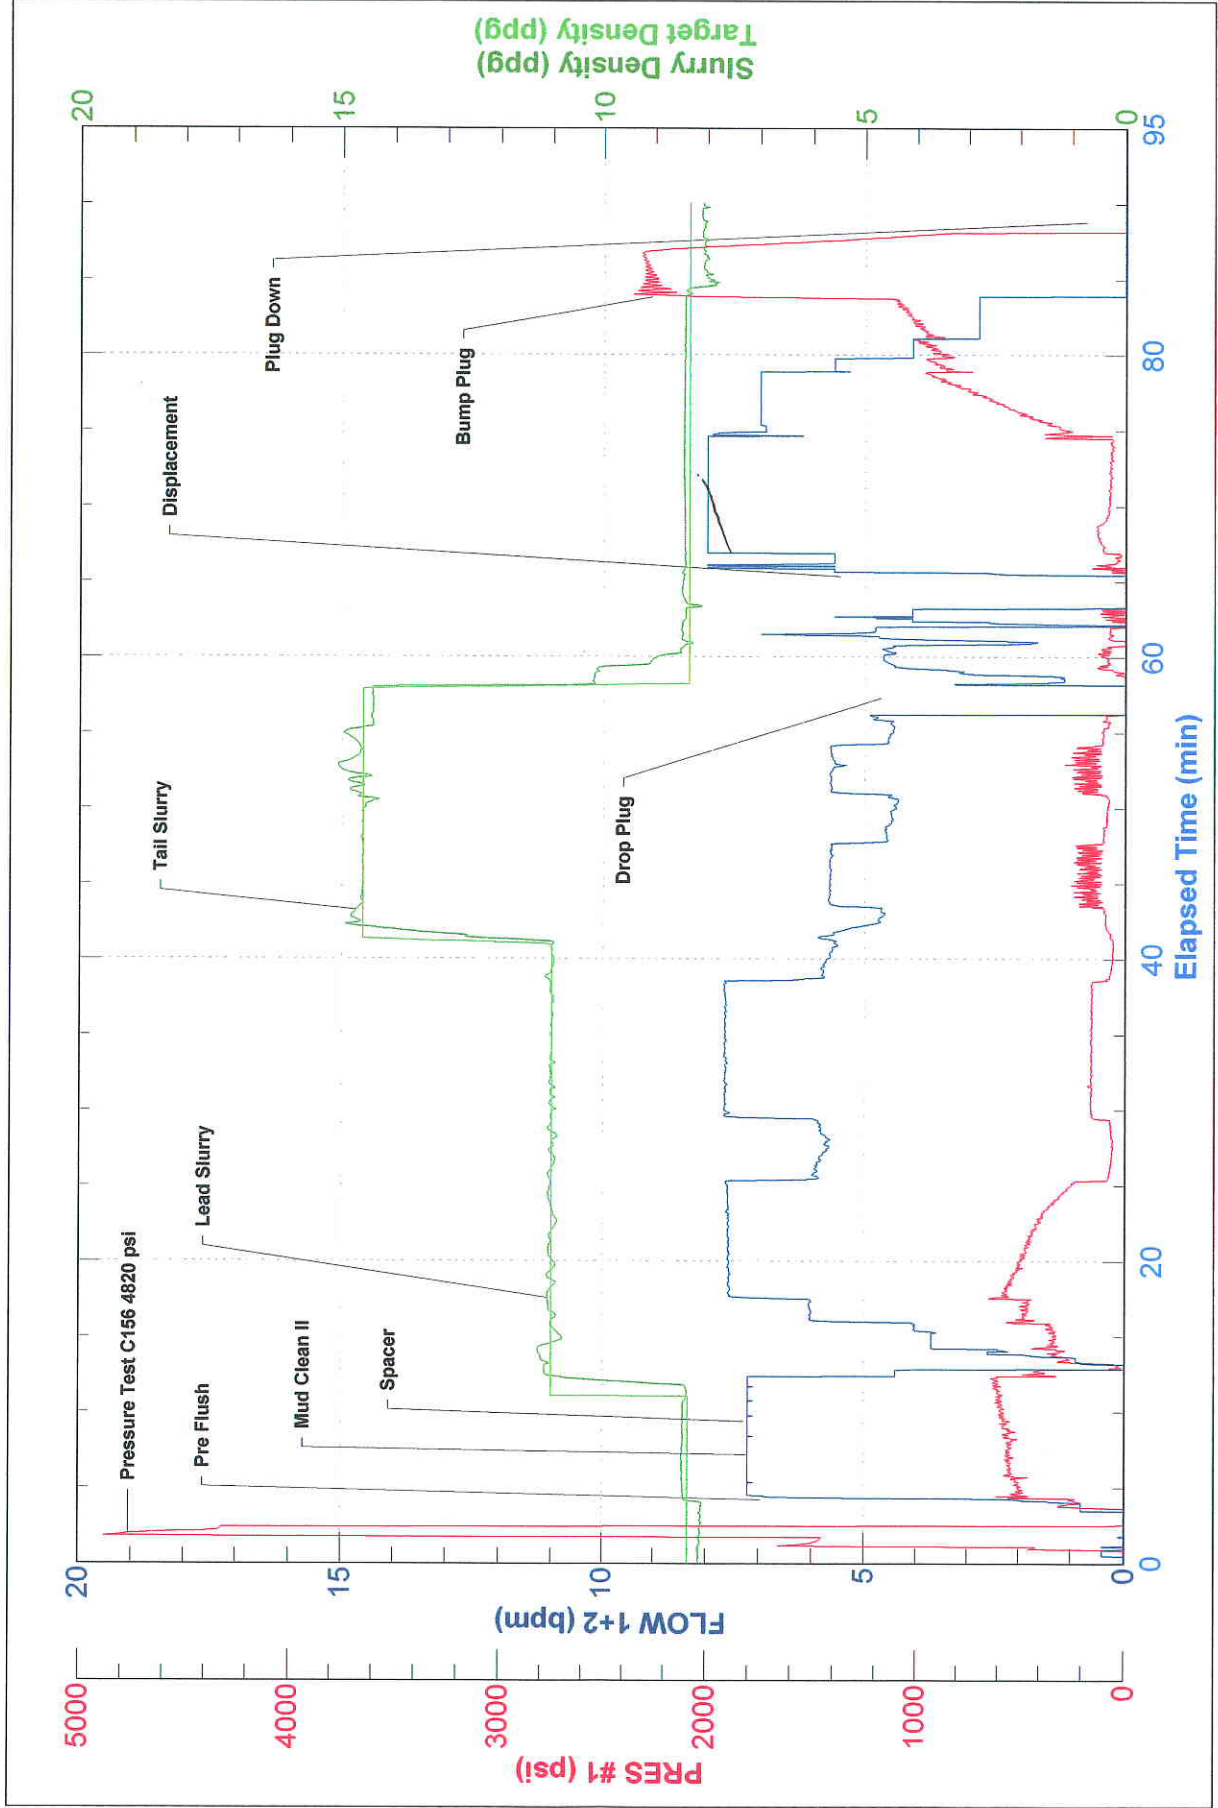 Pressure Test C156 4820 psi
Pre Flush
Mud Clean II
Spacer
Lead Slurry
Tail Slurry
Drop Plug
Displacement
Bump Plug
Plug Down
PRES #1 (psi)
5000
4000
3000
2000
1000
0
FLOW 1+2 (bpm)
20
15
10
5
0
20
15
10
5
0
Slurry Density (ppg)
Target Density (ppg)
0
20
40
60
80
95
Elapsed Time (min)